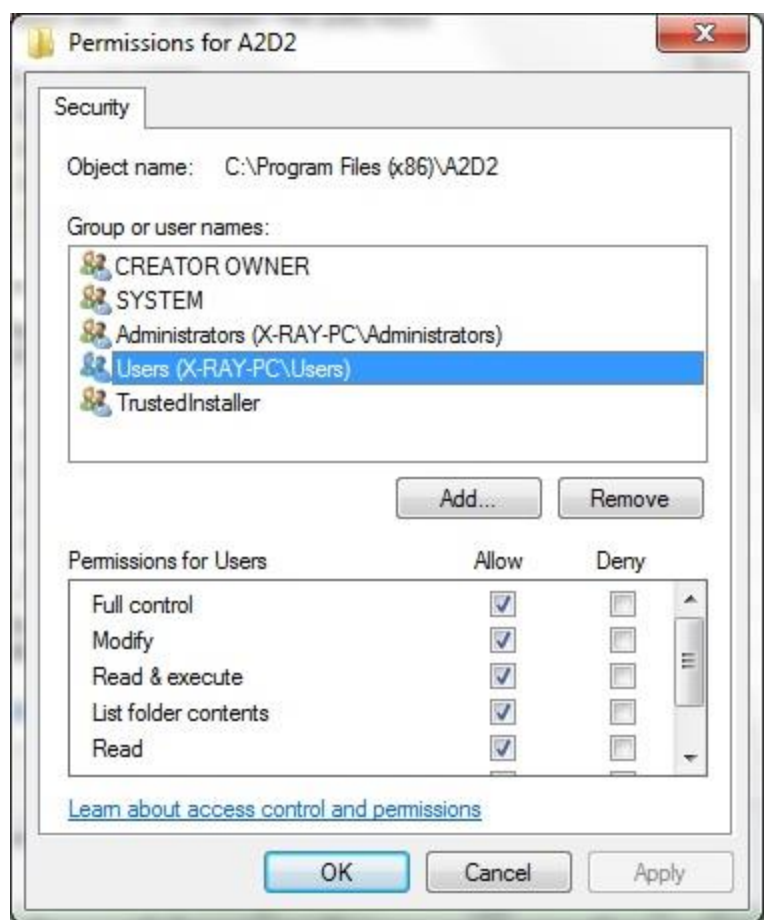 Permissions for A2D2
Security
Object name: C:\Program Files (x86)\A2D2
Group or user names:
CREATOR OWNER
SYSTEM
Administrators (X-RAY-PC\Administrators)
Users (X-RAY-PC\Users)
TrustedInstaller
Add... Remove
Permissions for Users Allow Deny
Full control
Modify
Read & execute
List folder contents
Read
Learn about access control and permissions
OK Cancel Apply